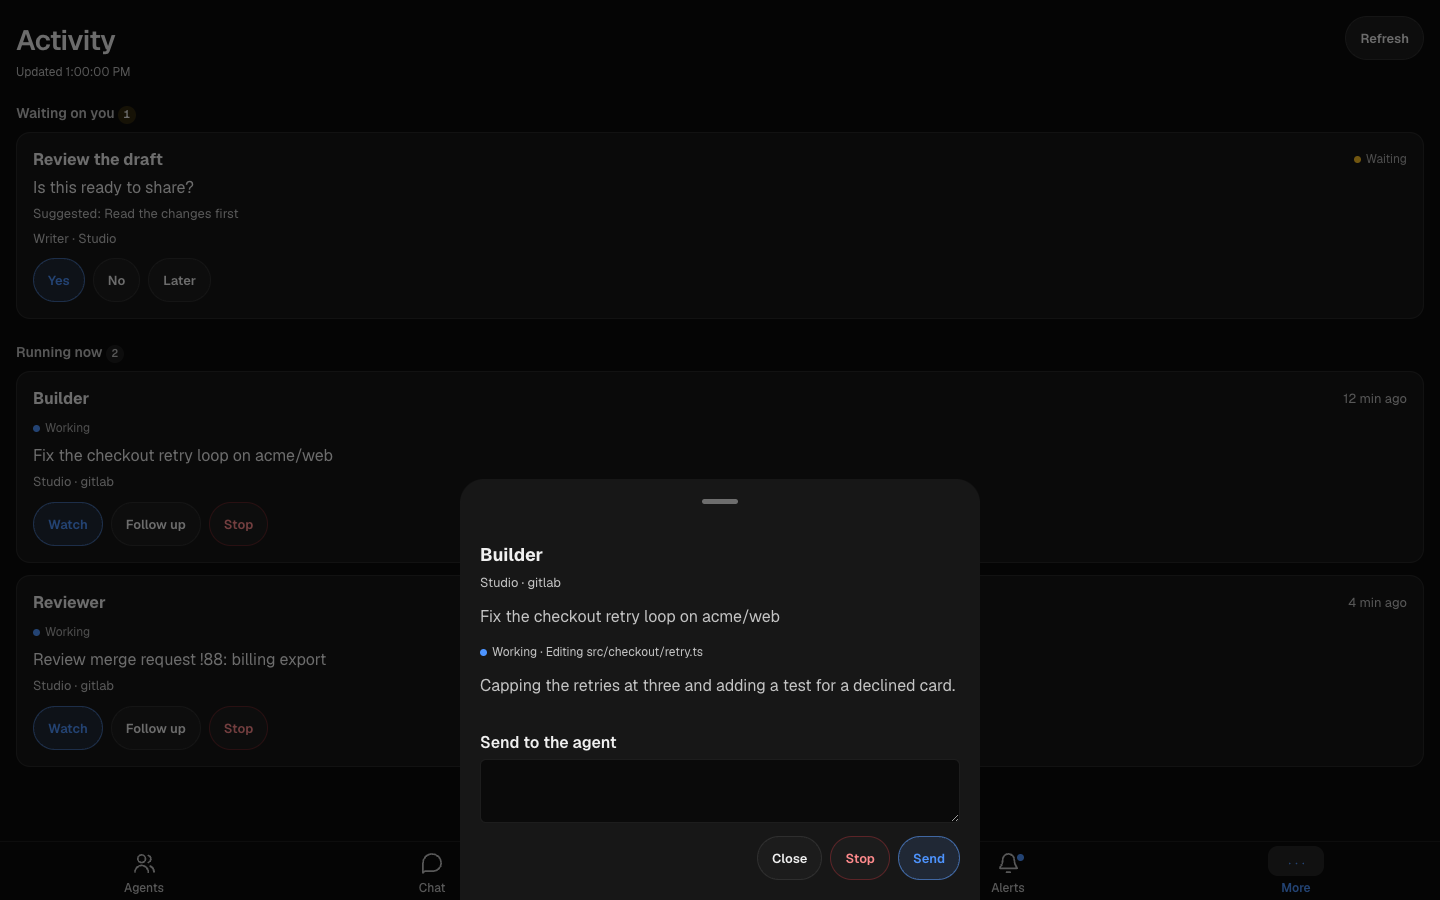 Activity
Refresh
Updated 1:00:00 PM
Waiting on you 1
Review the draft
Waiting
Is this ready to share?
Suggested: Read the changes first
Writer · Studio
Yes
No
Later
Running now 2
Builder
12 min ago
Working
Fix the checkout retry loop on acme/web
Studio · gitlab
Watch
Follow up
Stop
Reviewer
4 min ago
Working
Review merge request !88: billing export
Studio · gitlab
Watch
Follow up
Stop
Builder
Studio · gitlab
Fix the checkout retry loop on acme/web
Working · Editing src/checkout/retry.ts
Capping the retries at three and adding a test for a declined card.
Send to the agent
Close
Stop
Send
Agents
Chat
Alerts
More